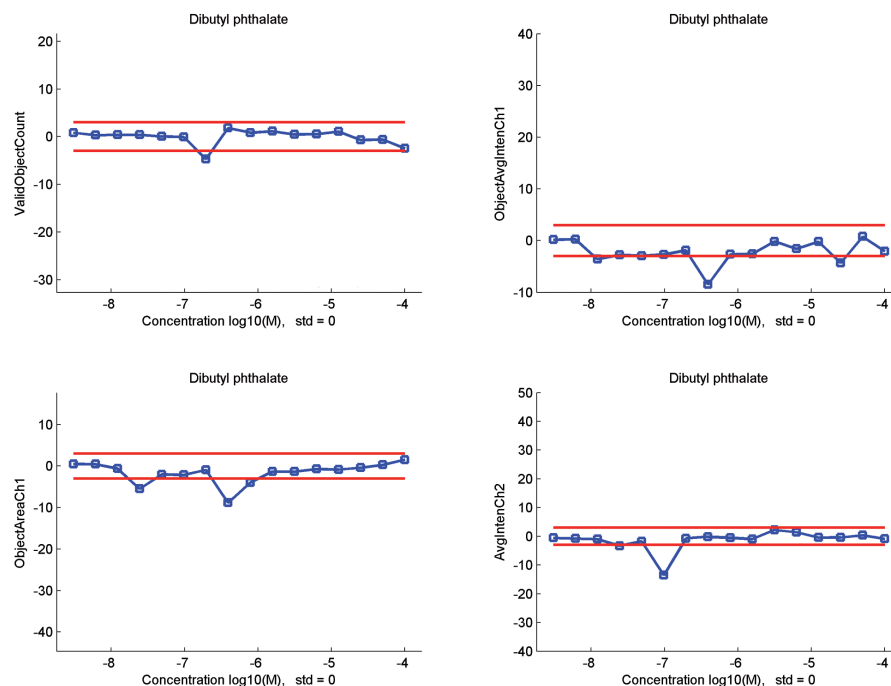 Dibutyl phthalate
20
10
0
-10
-20
-30
ValidObjectCount
-8 -7 -6 -5 -4
Concentration log10(M), std = 0
Dibutyl phthalate
40
30
20
10
0
-10
ObjectAvgIntenCh1
-8 -7 -6 -5 -4
Concentration log10(M), std = 0
Dibutyl phthalate
10
0
-10
-20
-30
-40
ObjectAreaCh1
-8 -7 -6 -5 -4
Concentration log10(M), std = 0
Dibutyl phthalate
50
40
30
20
10
0
-10
-20
-30
-40
AvgIntenCh2
-8 -7 -6 -5 -4
Concentration log10(M), std = 0